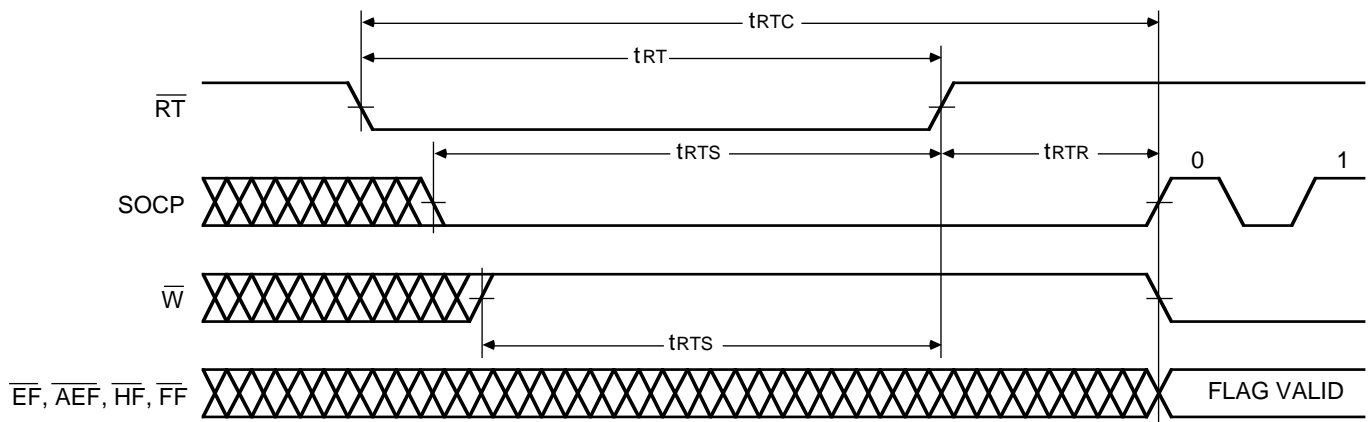 tRTC
tRT
RT
tRTS
tRTR
0
1
SOCP
W
tRTS
EF, AEF, HF, FF
FLAG VALID